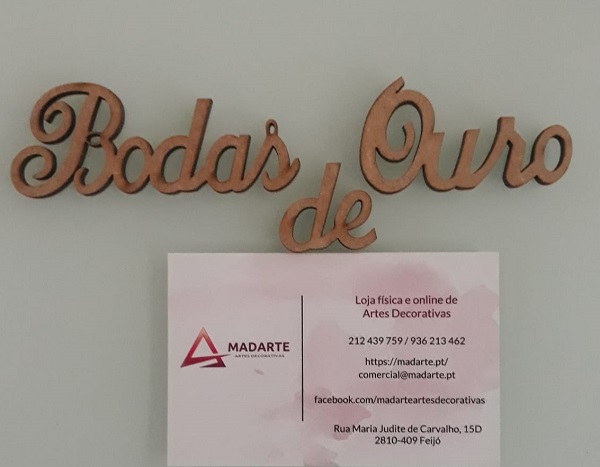 Bodas de Ouro
MADARTE
ARTES DECORATIVAS
Loja física e online de
Artes Decorativas
212 439 759 / 936 213 462
https://madarte.pt/
comercial@madarte.pt
facebook.com/madarteartesdecorativas
Rua Maria Judite de Carvalho, 15D
2810-409 Feijó